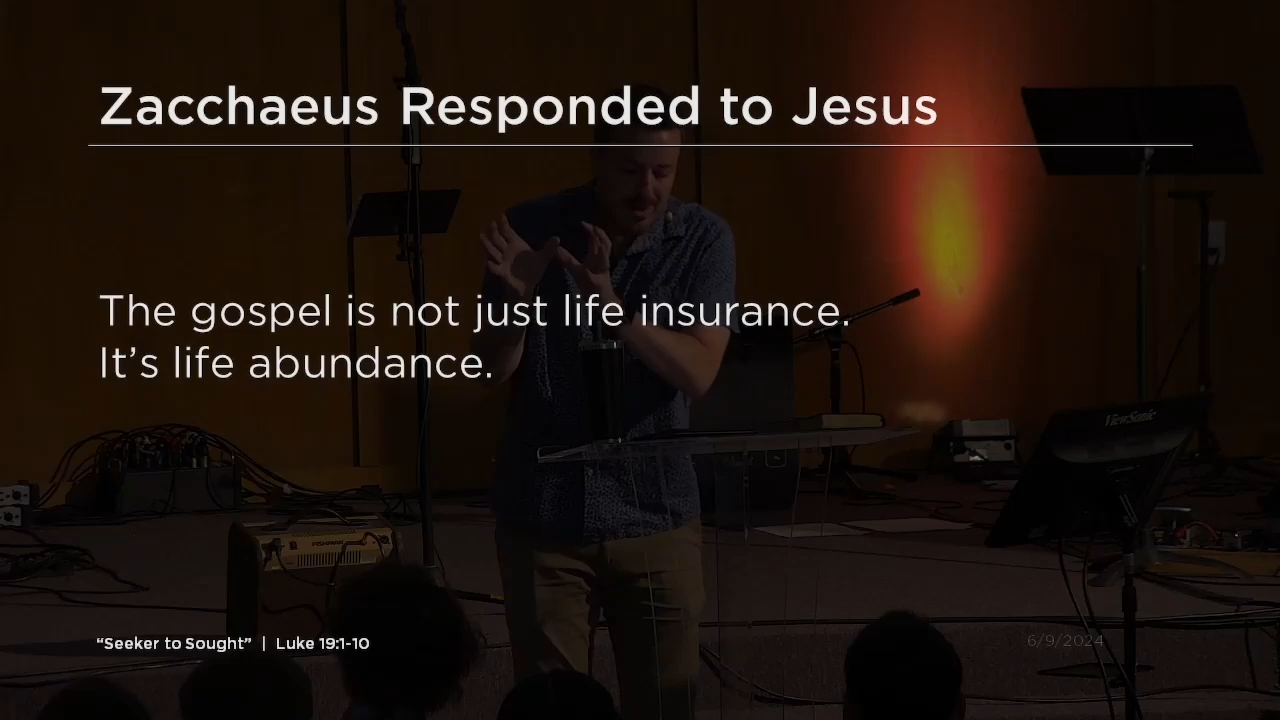 Zacchaeus Responded to Jesus
The gospel is not just life insurance.
It’s life abundance.
ViewSonic
FISHMAN
“Seeker to Sought” | Luke 19:1-10
6/9/2024